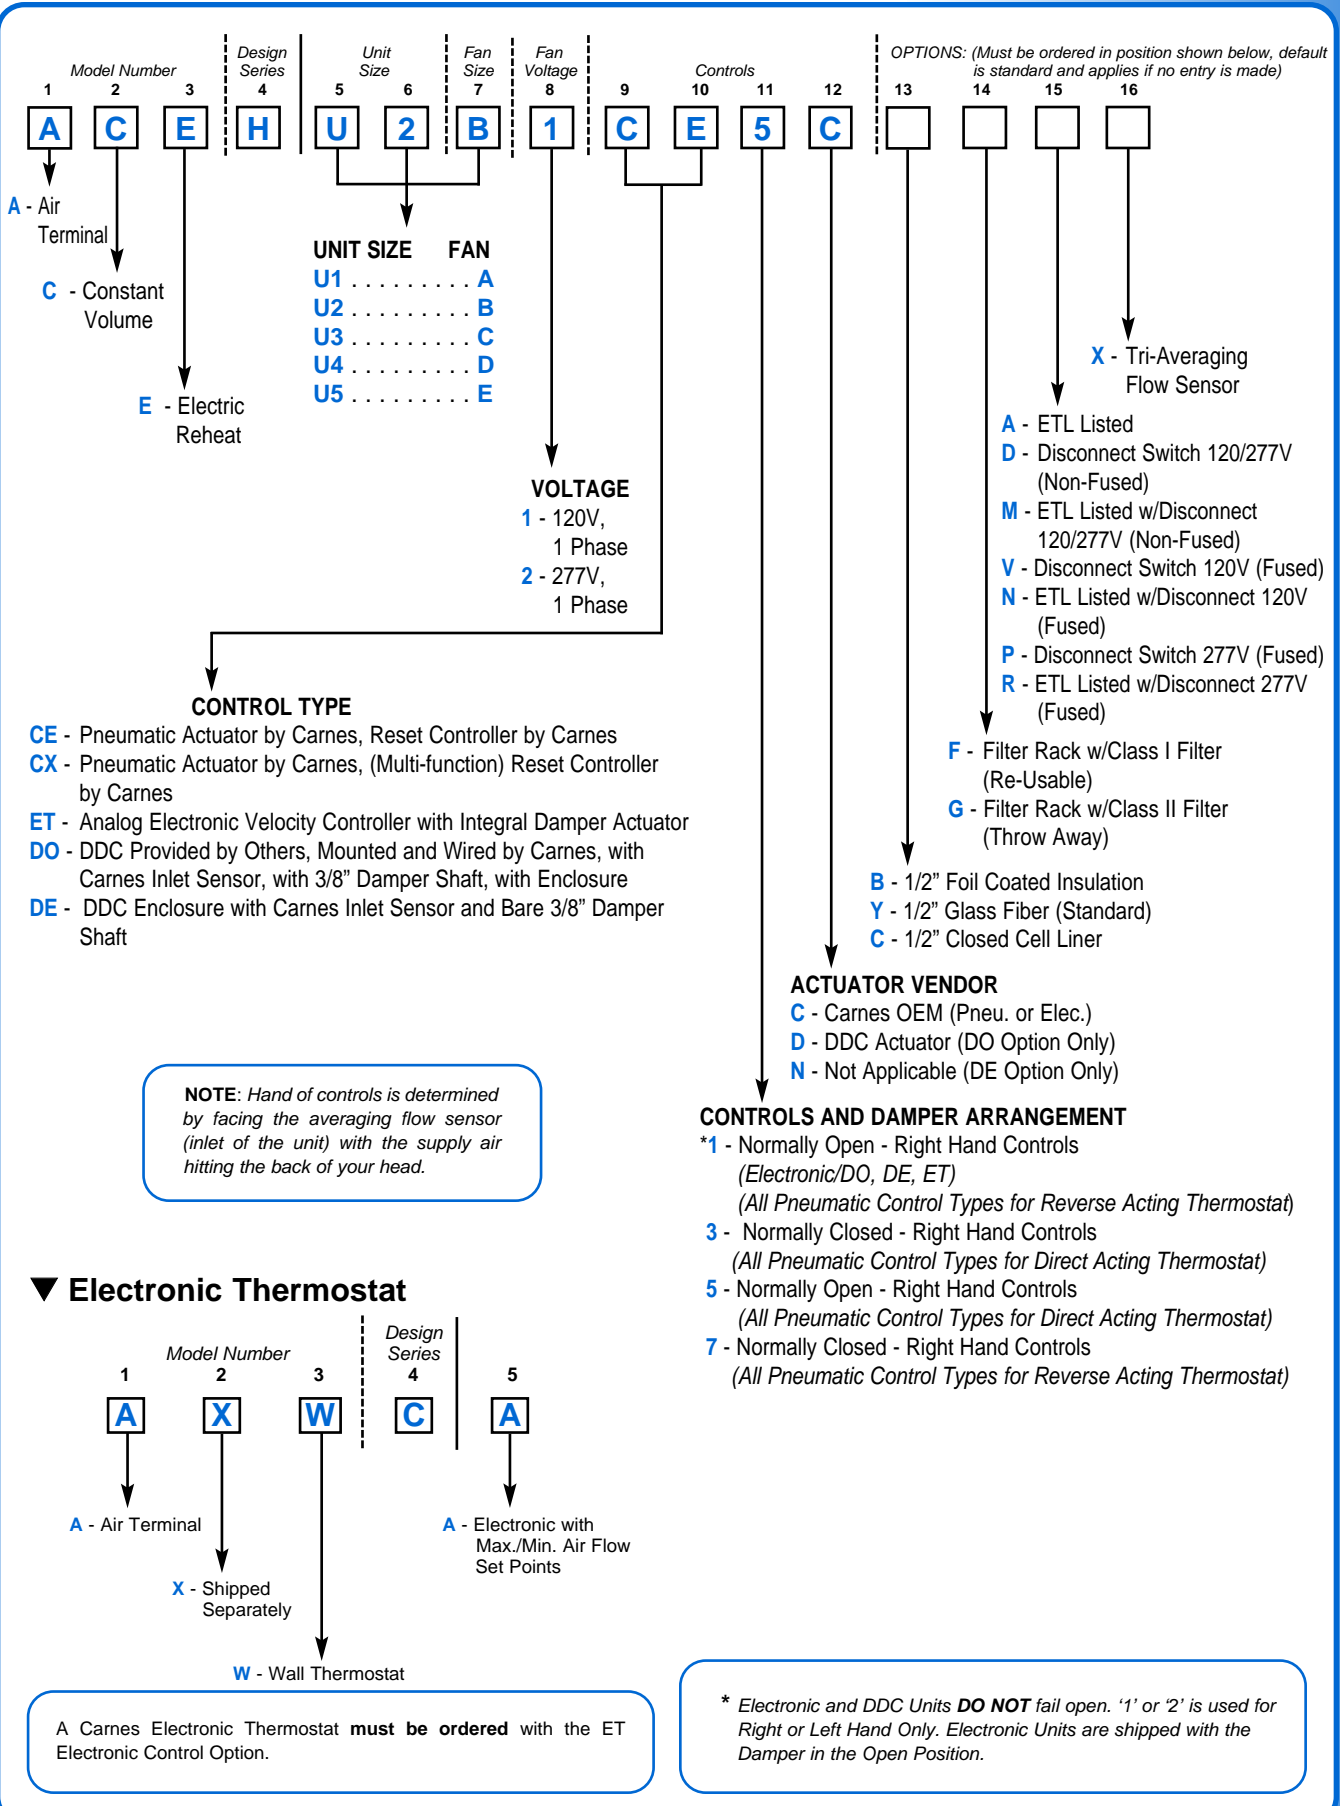 Model Number
Design
Series
Unit
Size
Fan
Size
Fan
Voltage
Controls
OPTIONS: (Must be ordered in position shown below, default
is standard and applies if no entry is made)
1 2 3 4 5 6 7 8 9 10 11 12 13 14 15 16
A C E H U 2 B 1 C E 5 C
A - Air
Terminal
C - Constant
Volume
E - Electric
Reheat
UNIT SIZE FAN
U1 . . . . . . . . . A
U2 . . . . . . . . . B
U3 . . . . . . . . . C
U4 . . . . . . . . . D
U5 . . . . . . . . . E
VOLTAGE
1 - 120V,
1 Phase
2 - 277V,
1 Phase
X - Tri-Averaging
Flow Sensor
A - ETL Listed
D - Disconnect Switch 120/277V
(Non-Fused)
M - ETL Listed w/Disconnect
120/277V (Non-Fused)
V - Disconnect Switch 120V (Fused)
N - ETL Listed w/Disconnect 120V
(Fused)
P - Disconnect Switch 277V (Fused)
R - ETL Listed w/Disconnect 277V
(Fused)
F - Filter Rack w/Class I Filter
(Re-Usable)
G - Filter Rack w/Class II Filter
(Throw Away)
B - 1/2” Foil Coated Insulation
Y - 1/2” Glass Fiber (Standard)
C - 1/2” Closed Cell Liner
CONTROL TYPE
CE - Pneumatic Actuator by Carnes, Reset Controller by Carnes
CX - Pneumatic Actuator by Carnes, (Multi-function) Reset Controller
by Carnes
ET - Analog Electronic Velocity Controller with Integral Damper Actuator
DO - DDC Provided by Others, Mounted and Wired by Carnes, with
Carnes Inlet Sensor, with 3/8” Damper Shaft, with Enclosure
DE - DDC Enclosure with Carnes Inlet Sensor and Bare 3/8” Damper
Shaft
ACTUATOR VENDOR
C - Carnes OEM (Pneu. or Elec.)
D - DDC Actuator (DO Option Only)
N - Not Applicable (DE Option Only)
NOTE: Hand of controls is determined
by facing the averaging flow sensor
(inlet of the unit) with the supply air
hitting the back of your head.
CONTROLS AND DAMPER ARRANGEMENT
*1 - Normally Open - Right Hand Controls
(Electronic/DO, DE, ET)
(All Pneumatic Control Types for Reverse Acting Thermostat)
3 - Normally Closed - Right Hand Controls
(All Pneumatic Control Types for Direct Acting Thermostat)
5 - Normally Open - Right Hand Controls
(All Pneumatic Control Types for Direct Acting Thermostat)
7 - Normally Closed - Right Hand Controls
(All Pneumatic Control Types for Reverse Acting Thermostat)
▼ Electronic Thermostat
Model Number
Design
Series
1 2 3 4 5
A X W C A
A - Air Terminal
X - Shipped
Separately
W - Wall Thermostat
A - Electronic with
Max./Min. Air Flow
Set Points
A Carnes Electronic Thermostat must be ordered with the ET
Electronic Control Option.
* Electronic and DDC Units DO NOT fail open. ‘1’ or ‘2’ is used for
Right or Left Hand Only. Electronic Units are shipped with the
Damper in the Open Position.